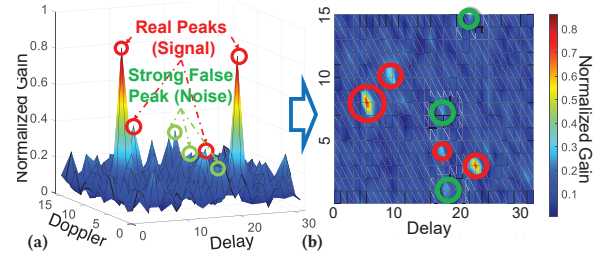 Real Peaks
(Signal)
Strong False
Peak (Noise)
Normalized Gain
1
0.8
0.6
0.4
0.2
0
15
10
5
0
Doppler
0
10
20
30
Delay
(a)
15
10
5
0
10
20
30
Delay
(b)
0.8
0.7
0.6
0.5
0.4
0.3
0.2
0.1
Normalized Gain